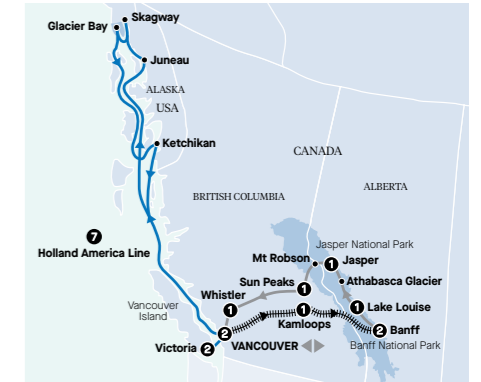 Skagway
Glacier Bay
Juneau
ALASKA
USA
Ketchikan
CANADA
ALBERTA
BRITISH COLUMBIA
7
Holland America Line
Jasper National Park
Mt Robson
1 Jasper
Athabasca Glacier
Sun Peaks
1
Whistler
1
1 Lake Louise
Vancouver
Island
1
Kamloops
2 Banff
2
VANCOUVER
Victoria 2
Banff National Park